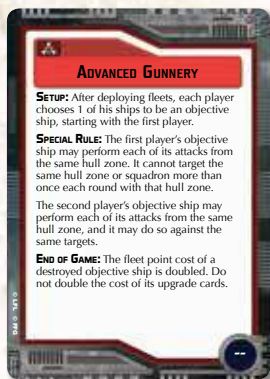 Advanced Gunnery
Setup: After deploying fleets, each player
chooses 1 of his ships to be an objective
ship, starting with the first player.
Special Rule: The first player's objective
ship may perform each of its attacks from
the same hull zone. It cannot target the
same hull zone or squadron more than
once each round with that hull zone.
The second player's objective ship may
perform each of its attacks from the same
hull zone, and it may do so against the
same targets.
End of Game: The fleet point cost of a
destroyed objective ship is doubled. Do
not double the cost of its upgrade cards.
© LFL © FFG
--